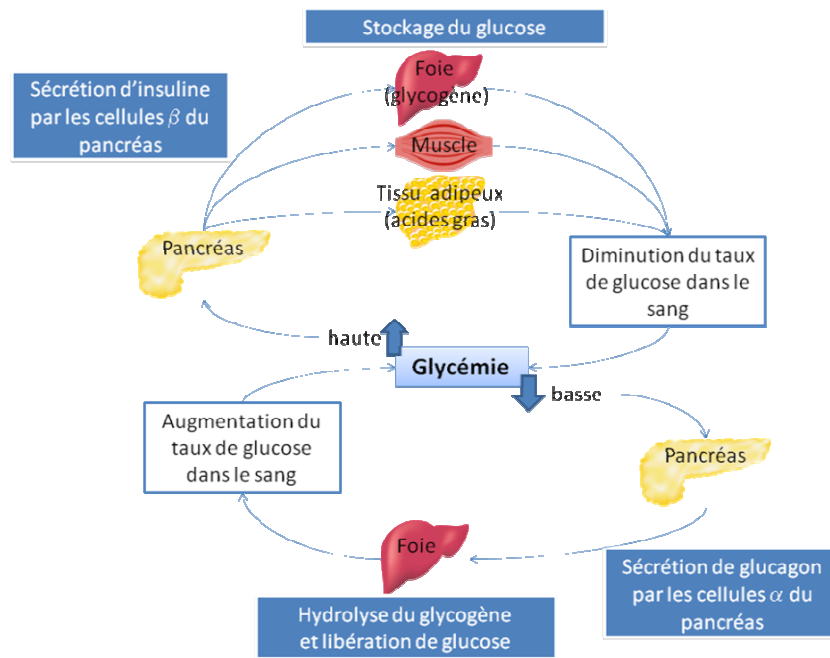 Stockage du glucose
Foie
(glycogène)
Sécrétion d'insuline
par les cellules β du
pancréas
Muscle
Tissu adipeux
(acides gras)
Pancréas
Diminution du taux
de glucose dans le
sang
haute
Glycémie
basse
Augmentation du
taux de glucose
dans le sang
Pancréas
Foie
Sécrétion de glucagon
par les cellules α du
pancréas
Hydrolyse du glycogène
et libération de glucose